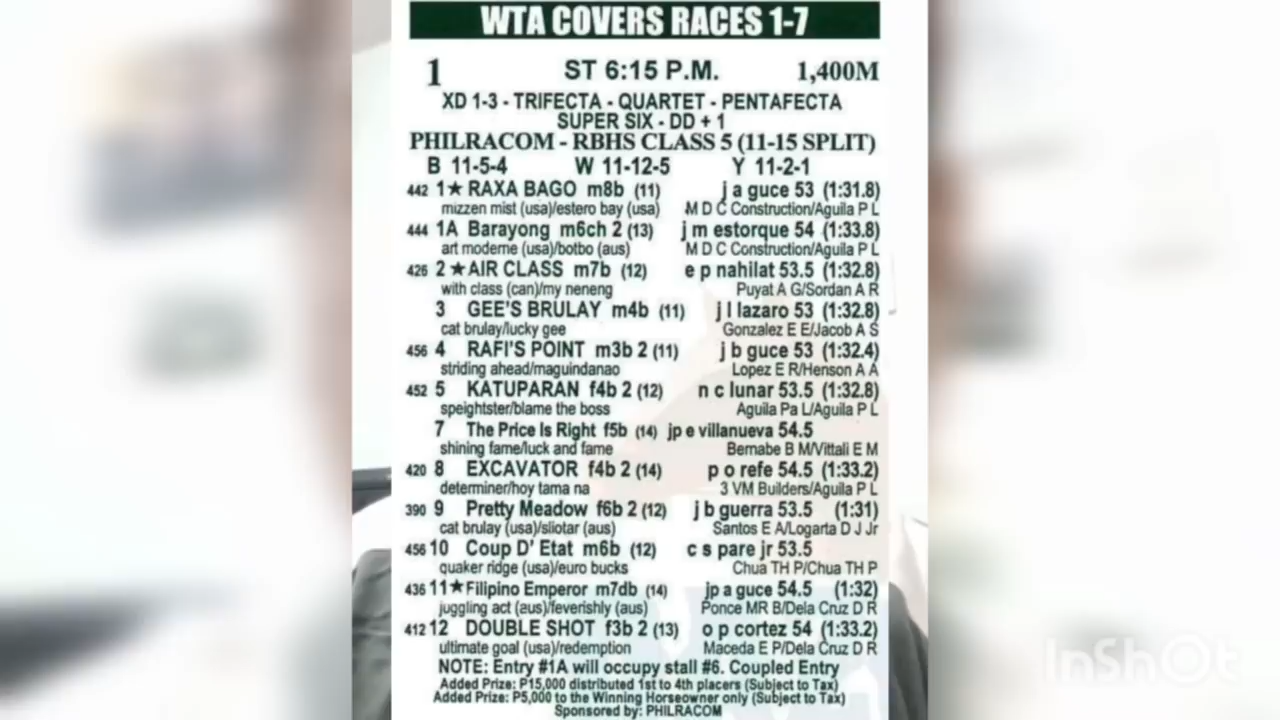 WTA COVERS RACES 1-7
1 ST 6:15 P.M. 1,400M
XD 1-3 - TRIFECTA - QUARTET - PENTAFECTA
SUPER SIX - DD + 1
PHILRACOM - RBHS CLASS 5 (11-15 SPLIT)
B 11-5-4 W 11-12-5 Y 11-2-1
442 1★ RAXA BAGO m8b (11) j a guce 53 (1:31.8)
mizzen mist (usa)/estero bay (usa) M D C Construction/Aguila P L
444 1A Barayong m6ch 2 (13) j m estorque 54 (1:33.8)
art moderne (usa)/botbo (aus) M D C Construction/Aguila P L
426 2 ★AIR CLASS m7b (12) e p nahilat 53.5 (1:32.8)
with class (can)/my neneng Puyat A G/Sordan A R
3 GEE'S BRULAY m4b (11) j l lazaro 53 (1:32.8)
cat brulay/lucky gee Gonzalez E E/Jacob A S
456 4 RAFI'S POINT m3b 2 (11) j b guce 53 (1:32.4)
striding ahead/maguindanao Lopez E R/Henson A A
452 5 KATUPARAN f4b 2 (12) n c lunar 53.5 (1:32.8)
speightster/blame the boss Aguila Pa L/Aguila P L
7 The Price Is Right f5b (14) jp e villanueva 54.5
shining fame/luck and fame Bernabe B M/Vittali E M
420 8 EXCAVATOR f4b 2 (14) p o refe 54.5 (1:33.2)
determiner/hoy tama na 3 VM Builders/Aguila P L
390 9 Pretty Meadow f6b 2 (12) j b guerra 53.5 (1:31)
cat brulay (usa)/sliotar (aus) Santos E A/Logarta D J Jr
456 10 Coup D' Etat m6b (12) c s pare jr 53.5
quaker ridge (usa)/euro bucks Chua TH P/Chua TH P
436 11★Filipino Emperor m7db (14) jp a guce 54.5 (1:32)
juggling act (aus)/feverishly (aus) Ponce MR B/Dela Cruz D R
412 12 DOUBLE SHOT f3b 2 (13) o p cortez 54 (1:33.2)
ultimate goal (usa)/redemption Maceda E P/Dela Cruz D R
NOTE: Entry #1A will occupy stall #6. Coupled Entry
Added Prize: P15,000 distributed 1st to 4th placers (Subject to Tax)
Added Prize: P5,000 to the Winning Horseowner only (Subject to Tax)
Sponsored by: PHILRACOM
InShOt